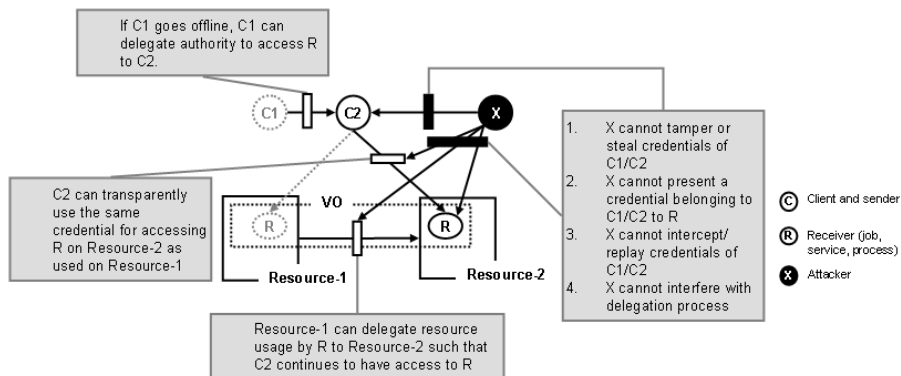 If C1 goes offline, C1 can
delegate authority to access R
to C2.
C1
C2
X
1. X cannot tamper or
steal credentials of
C1/C2
2. X cannot present a
credential belonging to
C1/C2 to R
3. X cannot intercept/
replay credentials of
C1/C2
4. X cannot interfere with
delegation process
C Client and sender
R Receiver (job,
service, process)
X Attacker
C2 can transparently
use the same
credential for accessing
R on Resource-2 as
used on Resource-1
VO
R
R
Resource-1
Resource-2
Resource-1 can delegate resource
usage by R to Resource-2 such that
C2 continues to have access to R